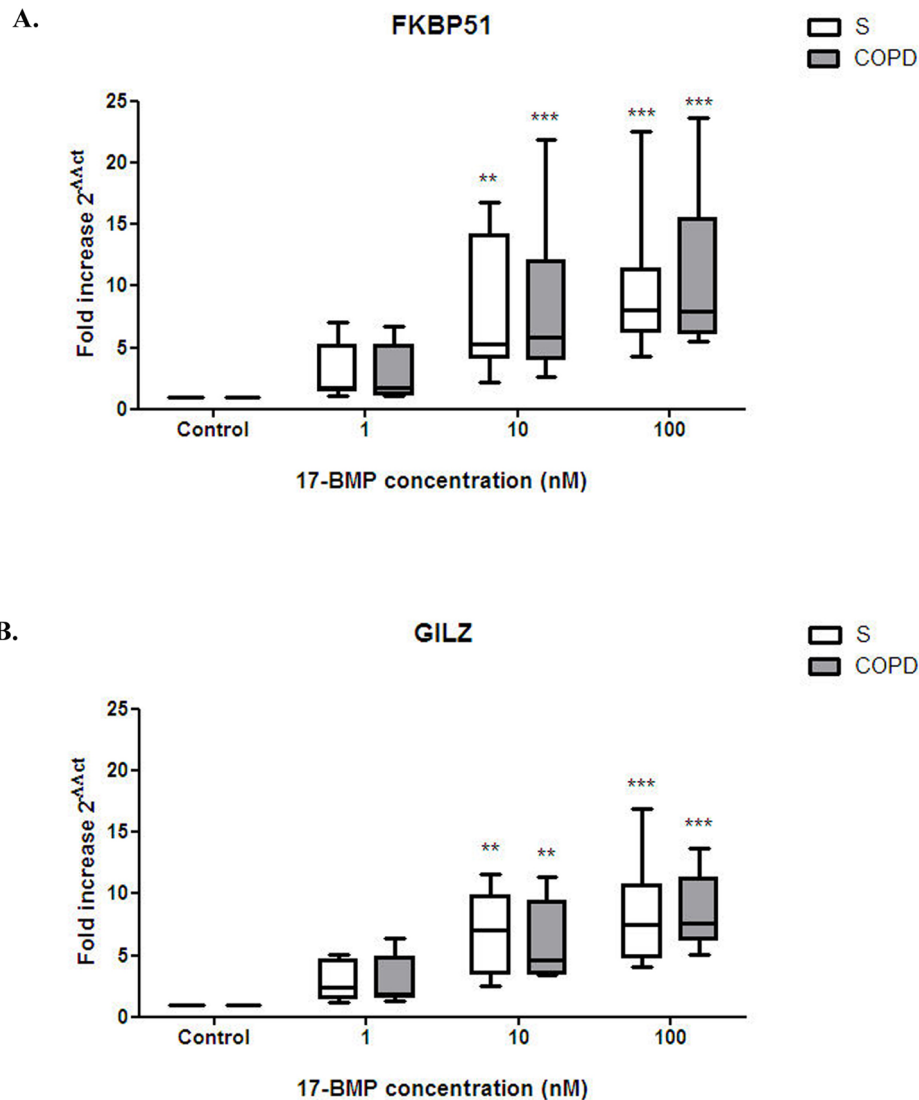 A.
FKBP51
S
COPD
Fold increase 2-ΔΔct
25
20
15
10
5
0
** *** *** ***
Control 1 10 100
17-BMP concentration (nM)
B.
GILZ
S
COPD
Fold increase 2-ΔΔct
25
20
15
10
5
0
** ** *** ***
Control 1 10 100
17-BMP concentration (nM)